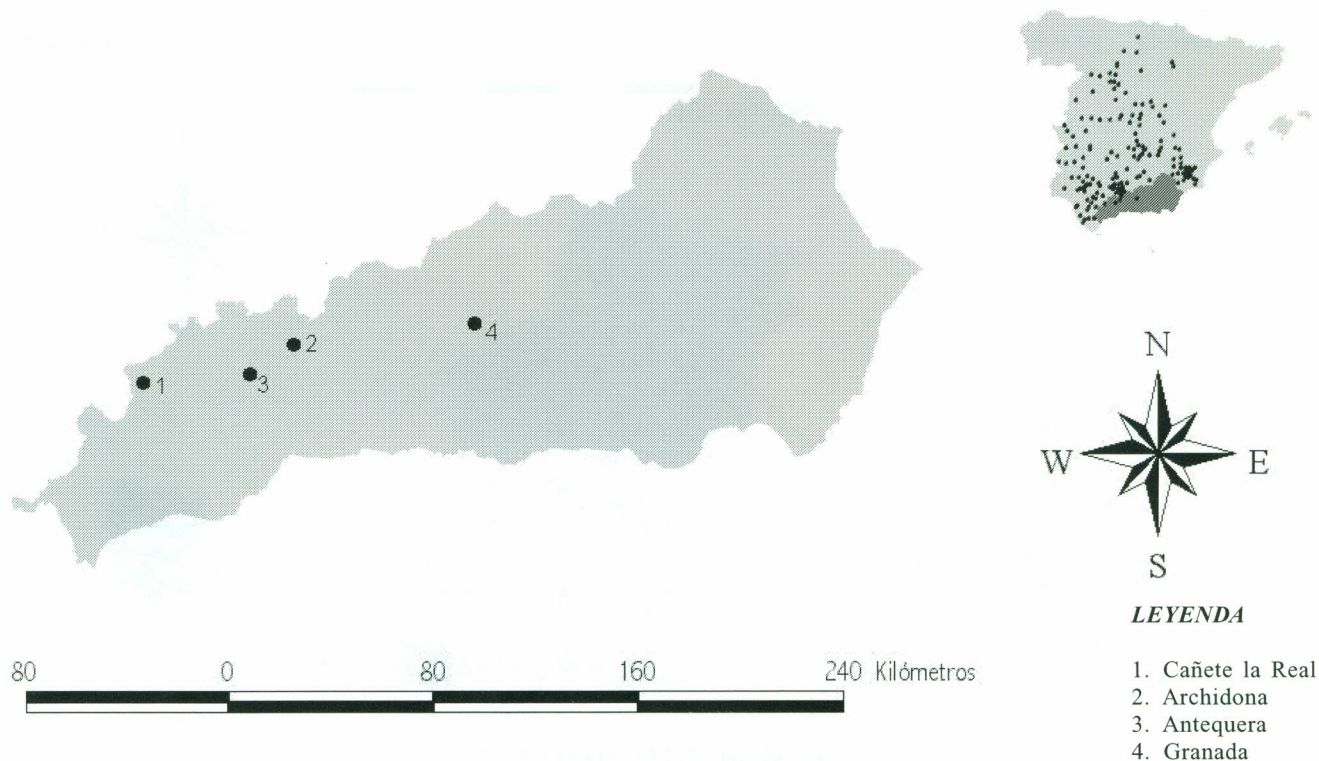 2
4
1
3
N
W E
S
80 0 80 160 240 Kilómetros
LEYENDA
1. Cañete la Real
2. Archidona
3. Antequera
4. Granada